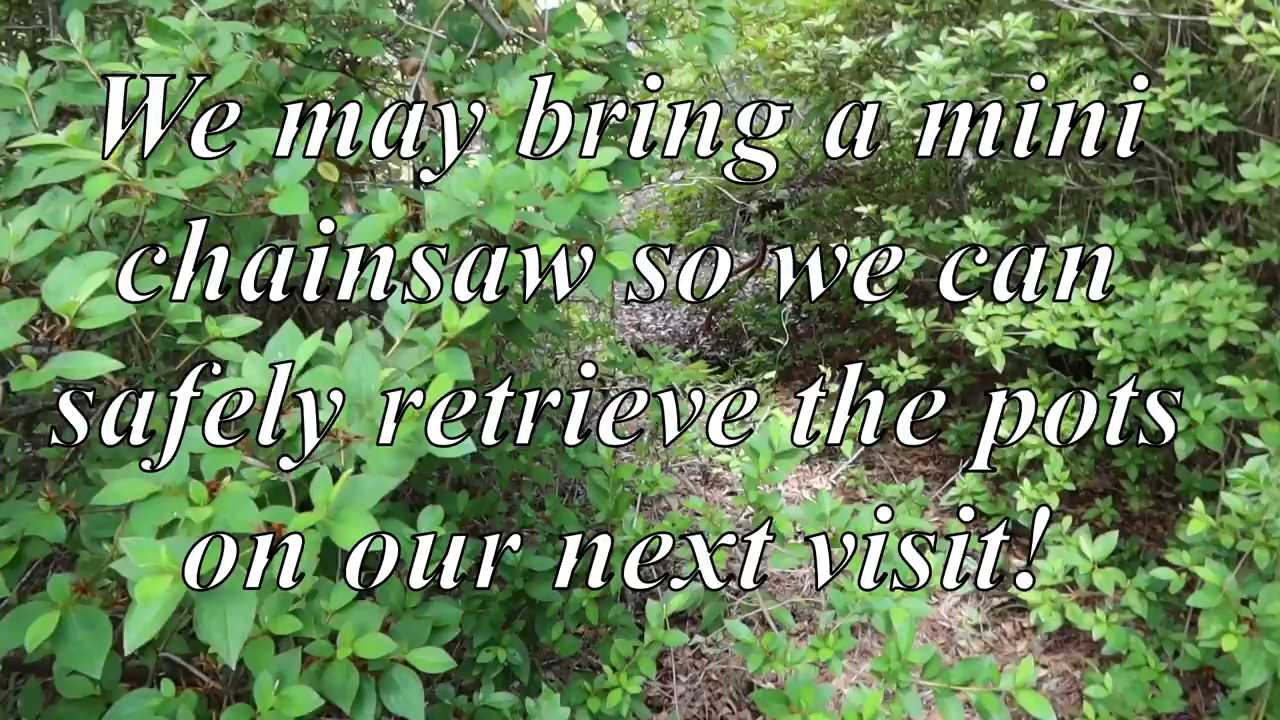 We may bring a mini
chainsaw so we can
safely retrieve the pots
on our next visit!